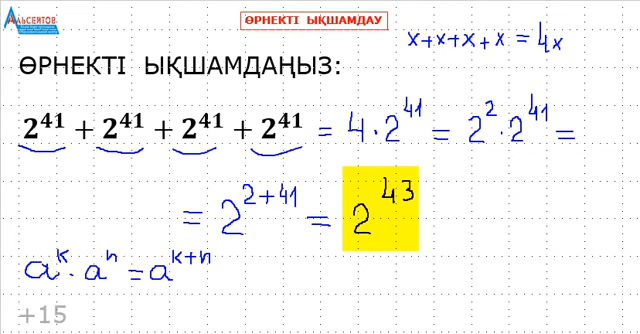 Альсейтов
ӨРНЕКТІ ЫҚШАМДАУ
x+x+x+x = 4x
ӨРНЕКТІ ЫҚШАМДАҢЫЗ:
2⁴¹ + 2⁴¹ + 2⁴¹ + 2⁴¹ = 4·2⁴¹ = 2²·2⁴¹ =
= 2²⁺⁴¹ = 2⁴³
aᵏ·aⁿ = aᵏ⁺ⁿ
+15